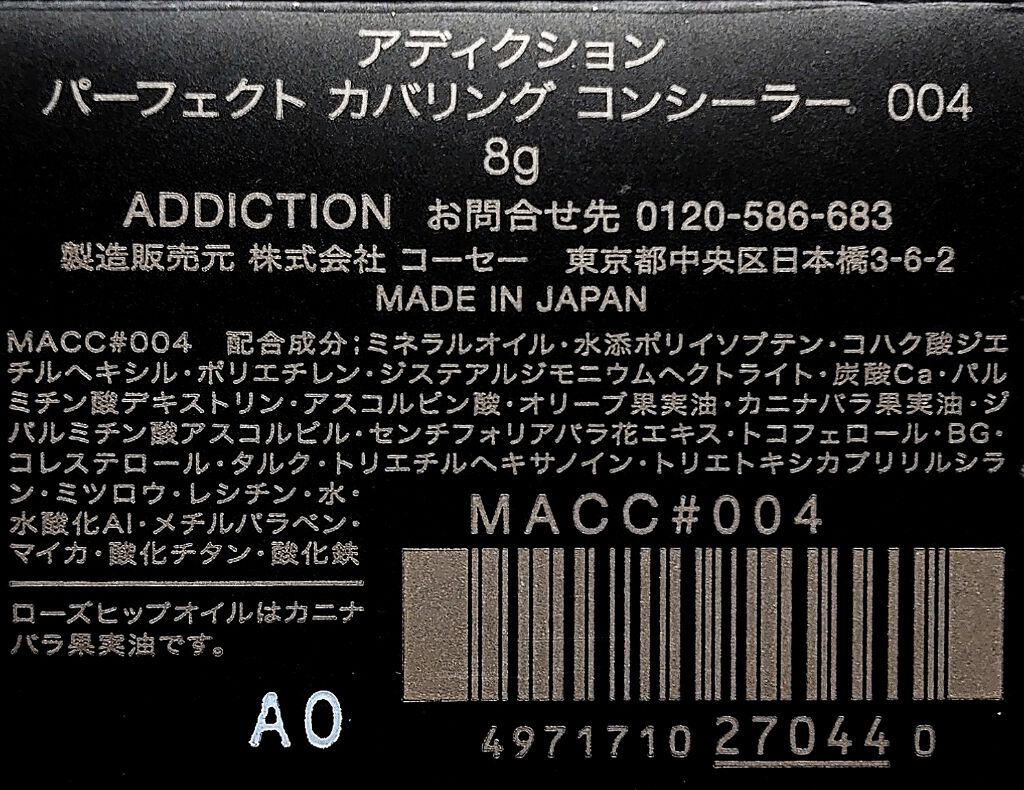 アディクション
パーフェクト カバリング コンシーラー 004
8g
ADDICTION お問合せ先 0120-586-683
製造販売元 株式会社 コーセー 東京都中央区日本橋3-6-2
MADE IN JAPAN
MACC#004 配合成分;ミネラルオイル・水添ポリイソブテン・コハク酸ジエ
チルヘキシル・ポリエチレン・ジステアルジモニウムヘクトライト・炭酸Ca・パル
ミチン酸デキストリン・アスコルビン酸・オリーブ果実油・カニナバラ果実油・ジ
パルミチン酸アスコルビル・センチフォリアバラ花エキス・トコフェロール・BG・
コレステロール・タルク・トリエチルヘキサノイン・トリエトキシカプリリルシラ
ン・ミツロウ・レシチン・水・
水酸化Al・メチルパラベン・
マイカ・酸化チタン・酸化鉄
ローズヒップオイルはカニナ
バラ果実油です。
MACC#004
4971710 27044 0
A0